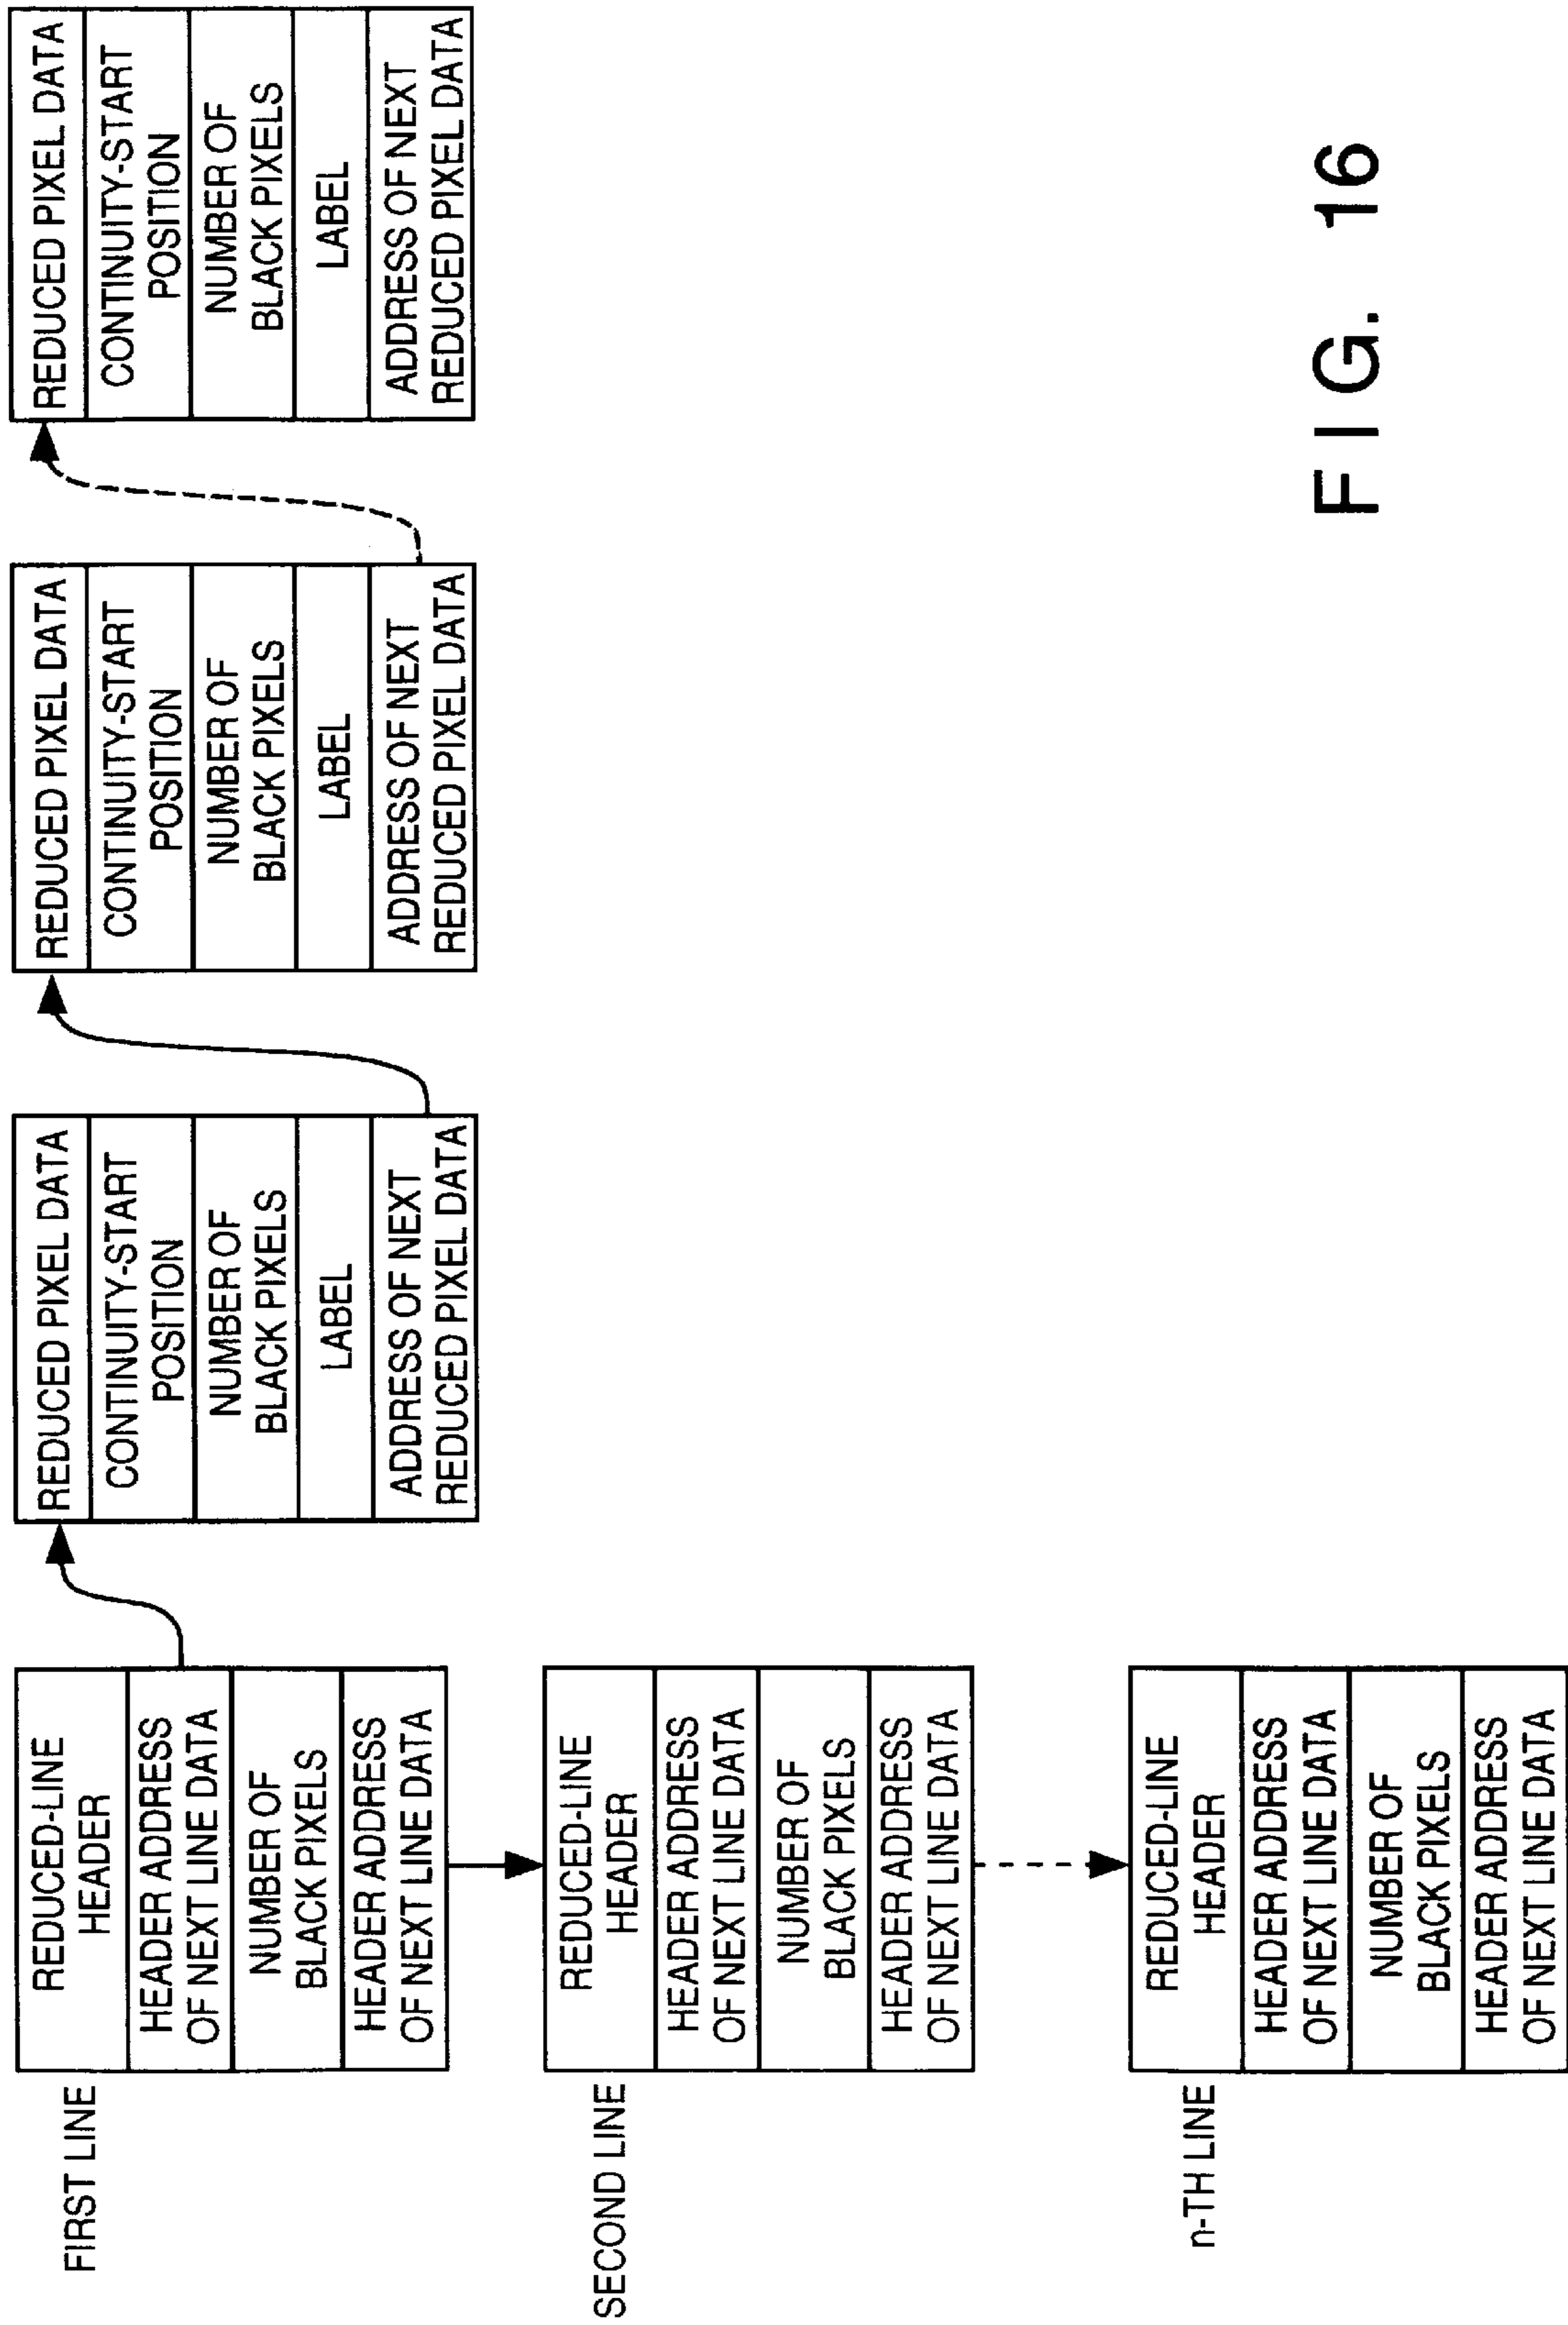 FIRST LINE
REDUCED-LINE
HEADER
HEADER ADDRESS
OF NEXT LINE DATA
NUMBER OF
BLACK PIXELS
HEADER ADDRESS
OF NEXT LINE DATA
REDUCED PIXEL DATA
CONTINUITY-START
POSITION
NUMBER OF
BLACK PIXELS
LABEL
ADDRESS OF NEXT
REDUCED PIXEL DATA
REDUCED PIXEL DATA
CONTINUITY-START
POSITION
NUMBER OF
BLACK PIXELS
LABEL
ADDRESS OF NEXT
REDUCED PIXEL DATA
REDUCED PIXEL DATA
CONTINUITY-START
POSITION
NUMBER OF
BLACK PIXELS
LABEL
ADDRESS OF NEXT
REDUCED PIXEL DATA
SECOND LINE
REDUCED-LINE
HEADER
HEADER ADDRESS
OF NEXT LINE DATA
NUMBER OF
BLACK PIXELS
HEADER ADDRESS
OF NEXT LINE DATA
n-TH LINE
REDUCED-LINE
HEADER
HEADER ADDRESS
OF NEXT LINE DATA
NUMBER OF
BLACK PIXELS
HEADER ADDRESS
OF NEXT LINE DATA
FIG. 16